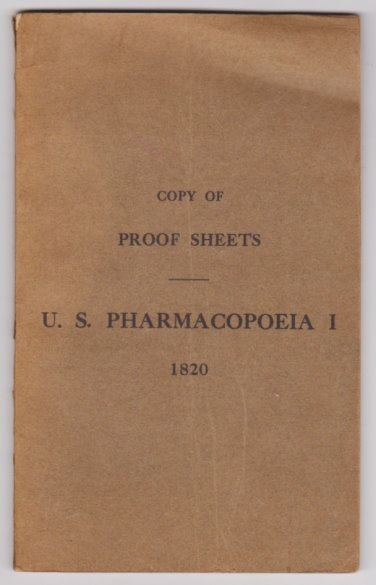 COPY OF
PROOF SHEETS
U. S. PHARMACOPOEIA I
1820